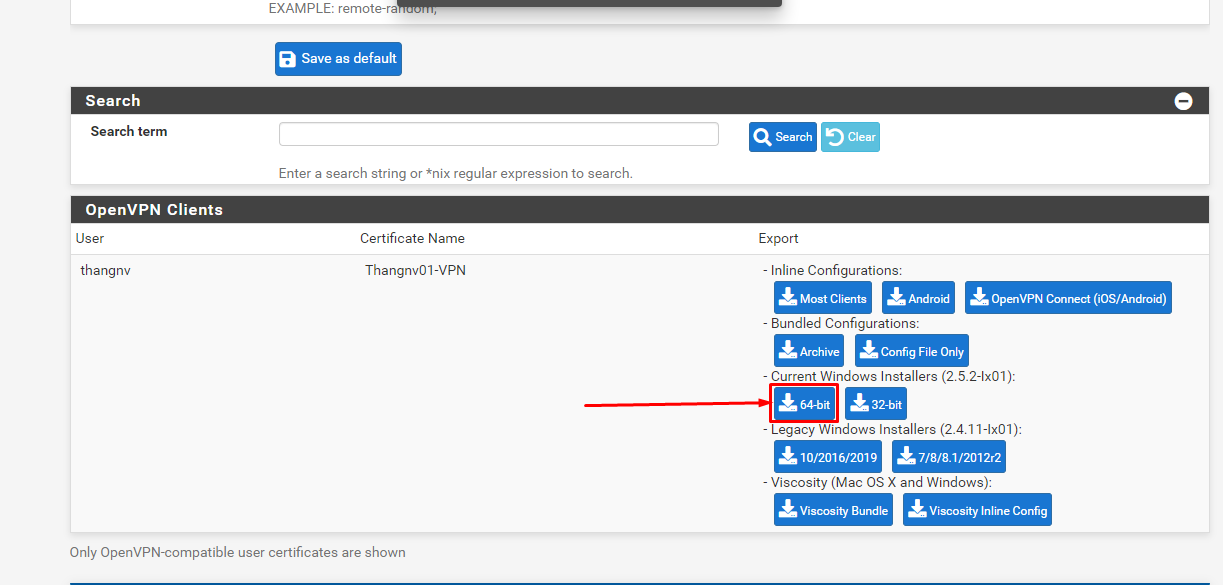 EXAMPLE: remote-random;
Save as default
Search
Search term
Search
Clear
Enter a search string or *nix regular expression to search.
OpenVPN Clients
User Certificate Name Export
thangnv Thangnv01-VPN - Inline Configurations:
Most Clients Android OpenVPN Connect (iOS/Android)
- Bundled Configurations:
Archive Config File Only
- Current Windows Installers (2.5.2-Ix01):
64-bit 32-bit
- Legacy Windows Installers (2.4.11-Ix01):
10/2016/2019 7/8/8.1/2012r2
- Viscosity (Mac OS X and Windows):
Viscosity Bundle Viscosity Inline Config
Only OpenVPN-compatible user certificates are shown